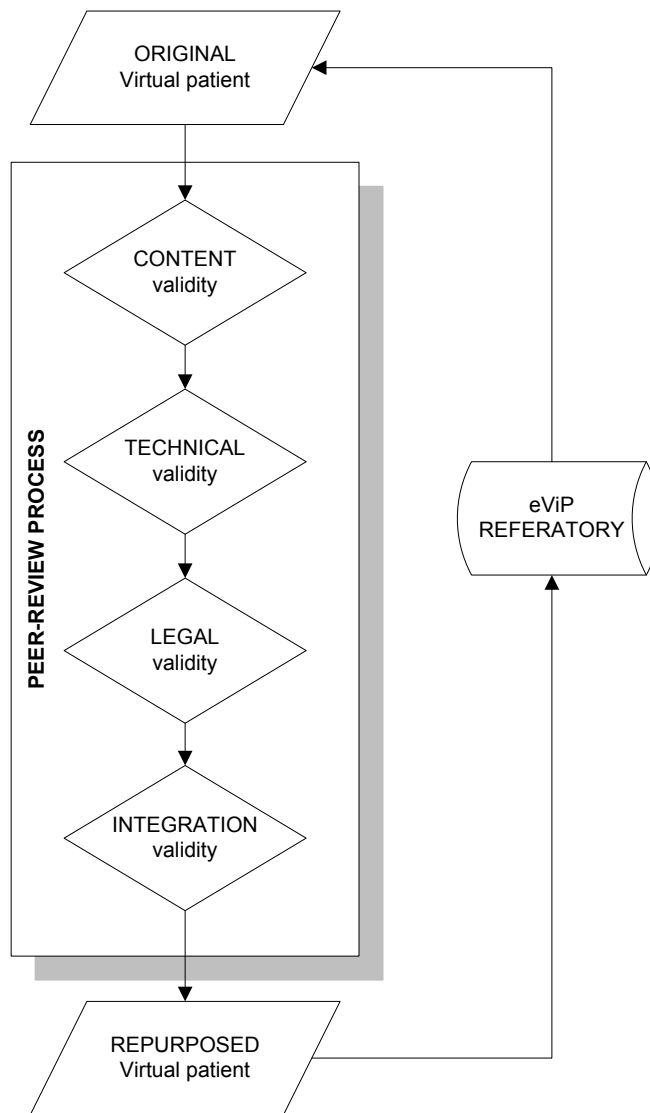 ORIGINAL
Virtual patient
CONTENT
validity
TECHNICAL
validity
LEGAL
validity
INTEGRATION
validity
PEER-REVIEW PROCESS
eViP
REFERATORY
REPURPOSED
Virtual patient